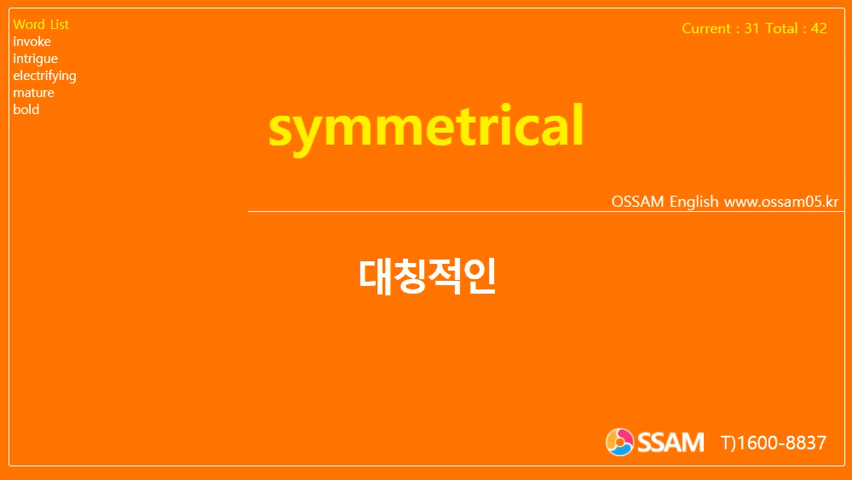 Word List
invoke
intrigue
electrifying
mature
bold
Current : 31 Total : 42
symmetrical
OSSAM English www.ossam05.kr
대칭적인
OSSAM T)1600-8837